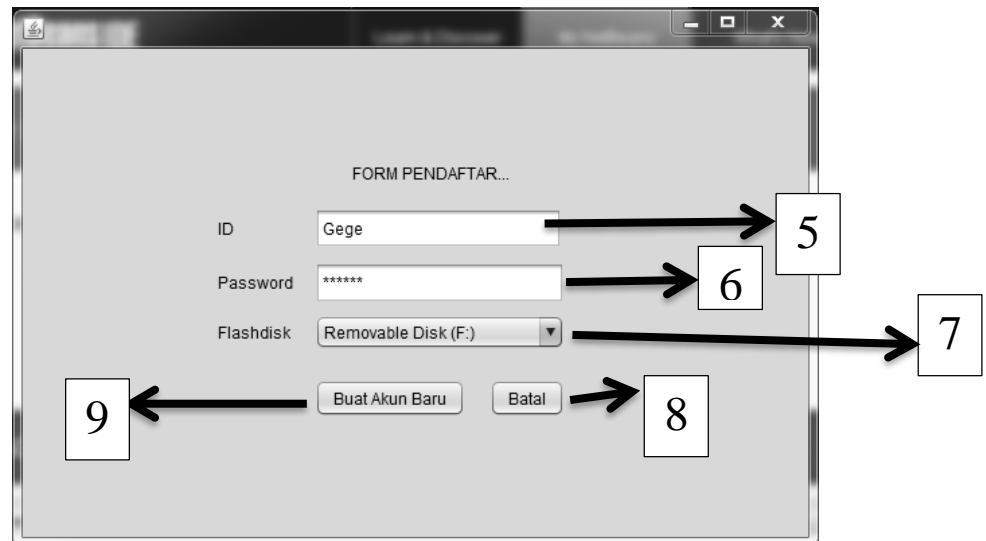 FORM PENDAFTAR...
ID Gege 5
Password ****** 6
Flashdisk Removable Disk (F:) 7
9 Buat Akun Baru Batal 8